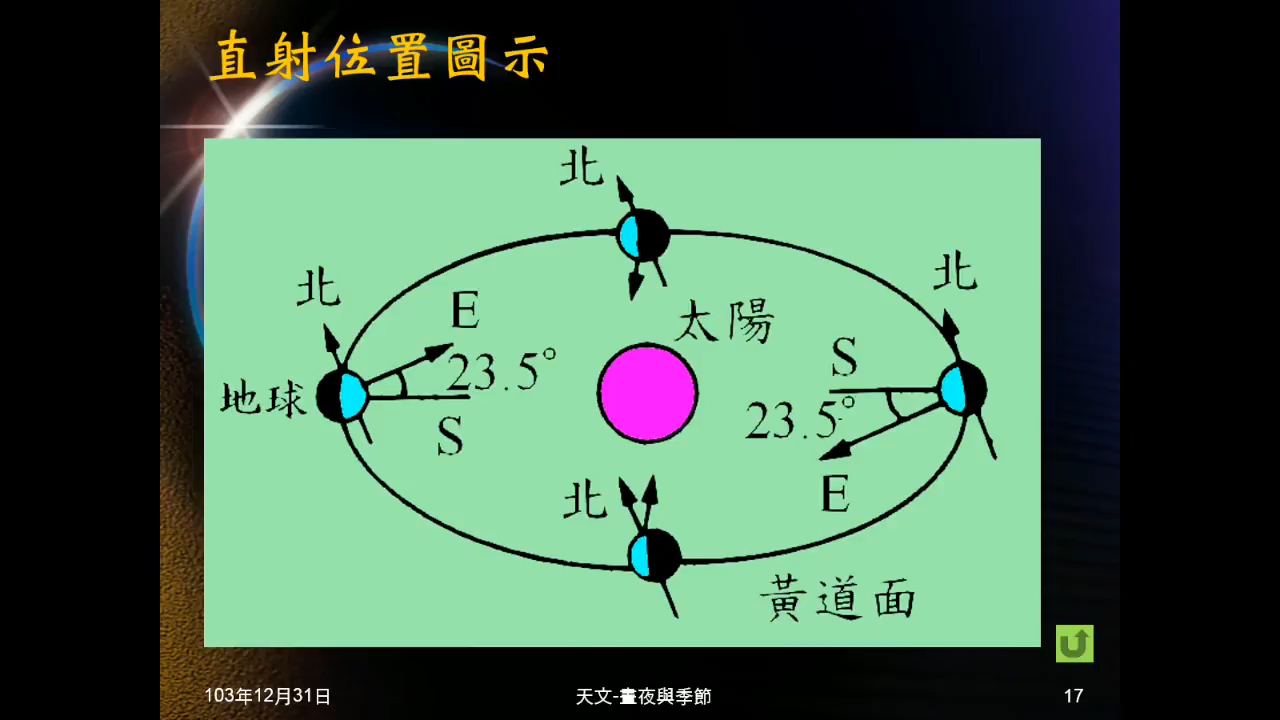 直射位置圖示
北
北
北
E
太陽
23.5°
S
地球
S
23.5°
E
北
黃道面
103年12月31日
天文-晝夜與季節
17